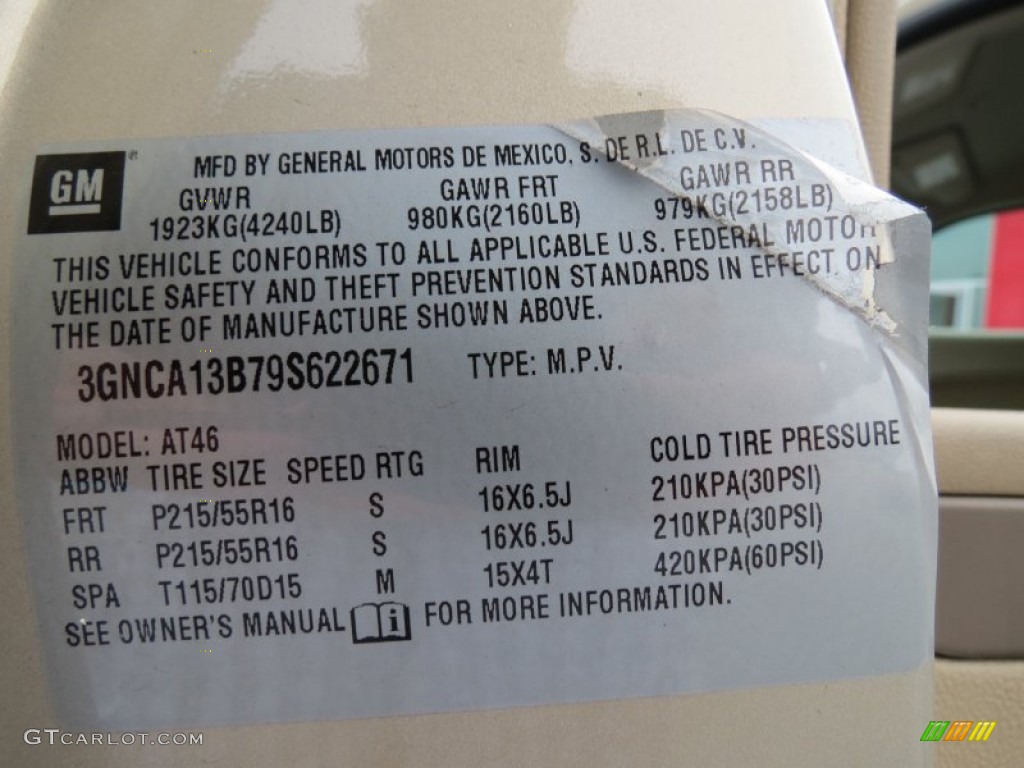 GM
MFD BY GENERAL MOTORS DE MEXICO, S. DE R.L. DE C.V.
GVWR GAWR FRT GAWR RR
1923KG(4240LB) 980KG(2160LB) 979KG(2158LB)
THIS VEHICLE CONFORMS TO ALL APPLICABLE U.S. FEDERAL MOTOR
VEHICLE SAFETY AND THEFT PREVENTION STANDARDS IN EFFECT ON
THE DATE OF MANUFACTURE SHOWN ABOVE.
3GNCA13B79S622671 TYPE: M.P.V.
MODEL: AT46
ABBW TIRE SIZE SPEED RTG RIM COLD TIRE PRESSURE
FRT P215/55R16 S 16X6.5J 210KPA(30PSI)
RR P215/55R16 S 16X6.5J 210KPA(30PSI)
SPA T115/70D15 M 15X4T 420KPA(60PSI)
SEE OWNER'S MANUAL i FOR MORE INFORMATION.
GTCARLOT.COM